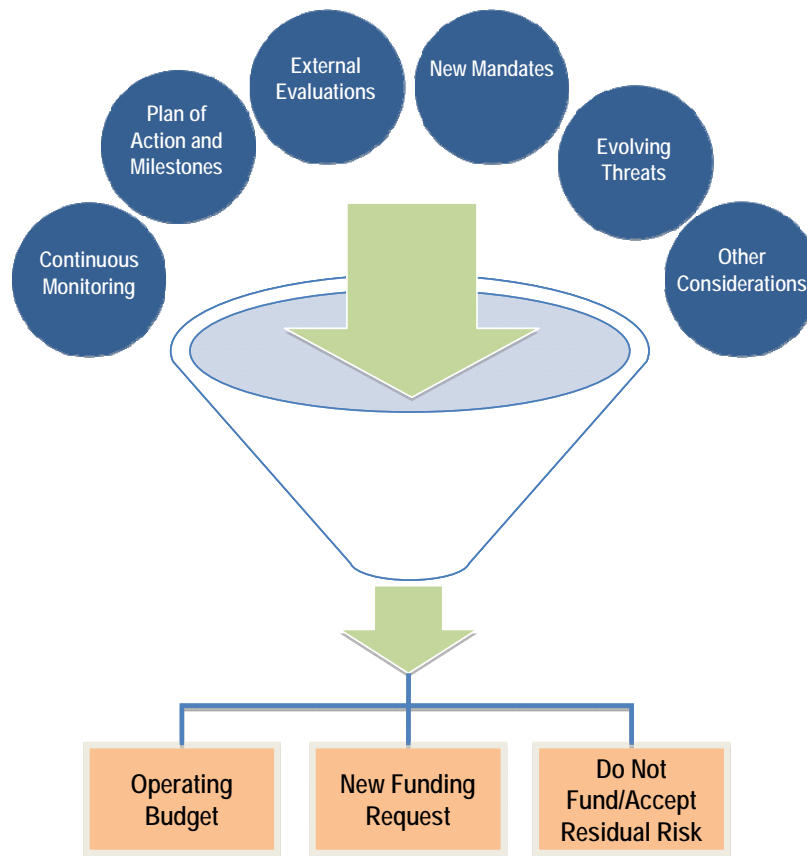 External
Evaluations
New Mandates
Plan of
Action and
Milestones
Evolving
Threats
Continuous
Monitoring
Other
Considerations
Operating
Budget
New Funding
Request
Do Not
Fund/Accept
Residual Risk